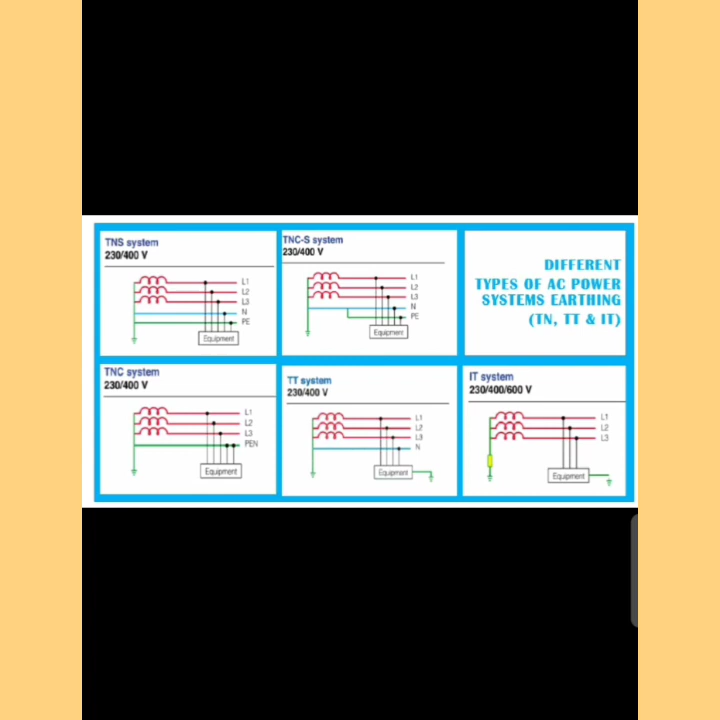 TNS system
230/400 V
L1
L2
L3
N
PE
Equipment
TNC-S system
230/400 V
L1
L2
L3
N
PE
Equipment
DIFFERENT
TYPES OF AC POWER
SYSTEMS EARTHING
(TN, TT & IT)
TNC system
230/400 V
L1
L2
L3
PEN
Equipment
TT system
230/400 V
L1
L2
L3
N
Equipment
IT system
230/400/600 V
L1
L2
L3
Equipment